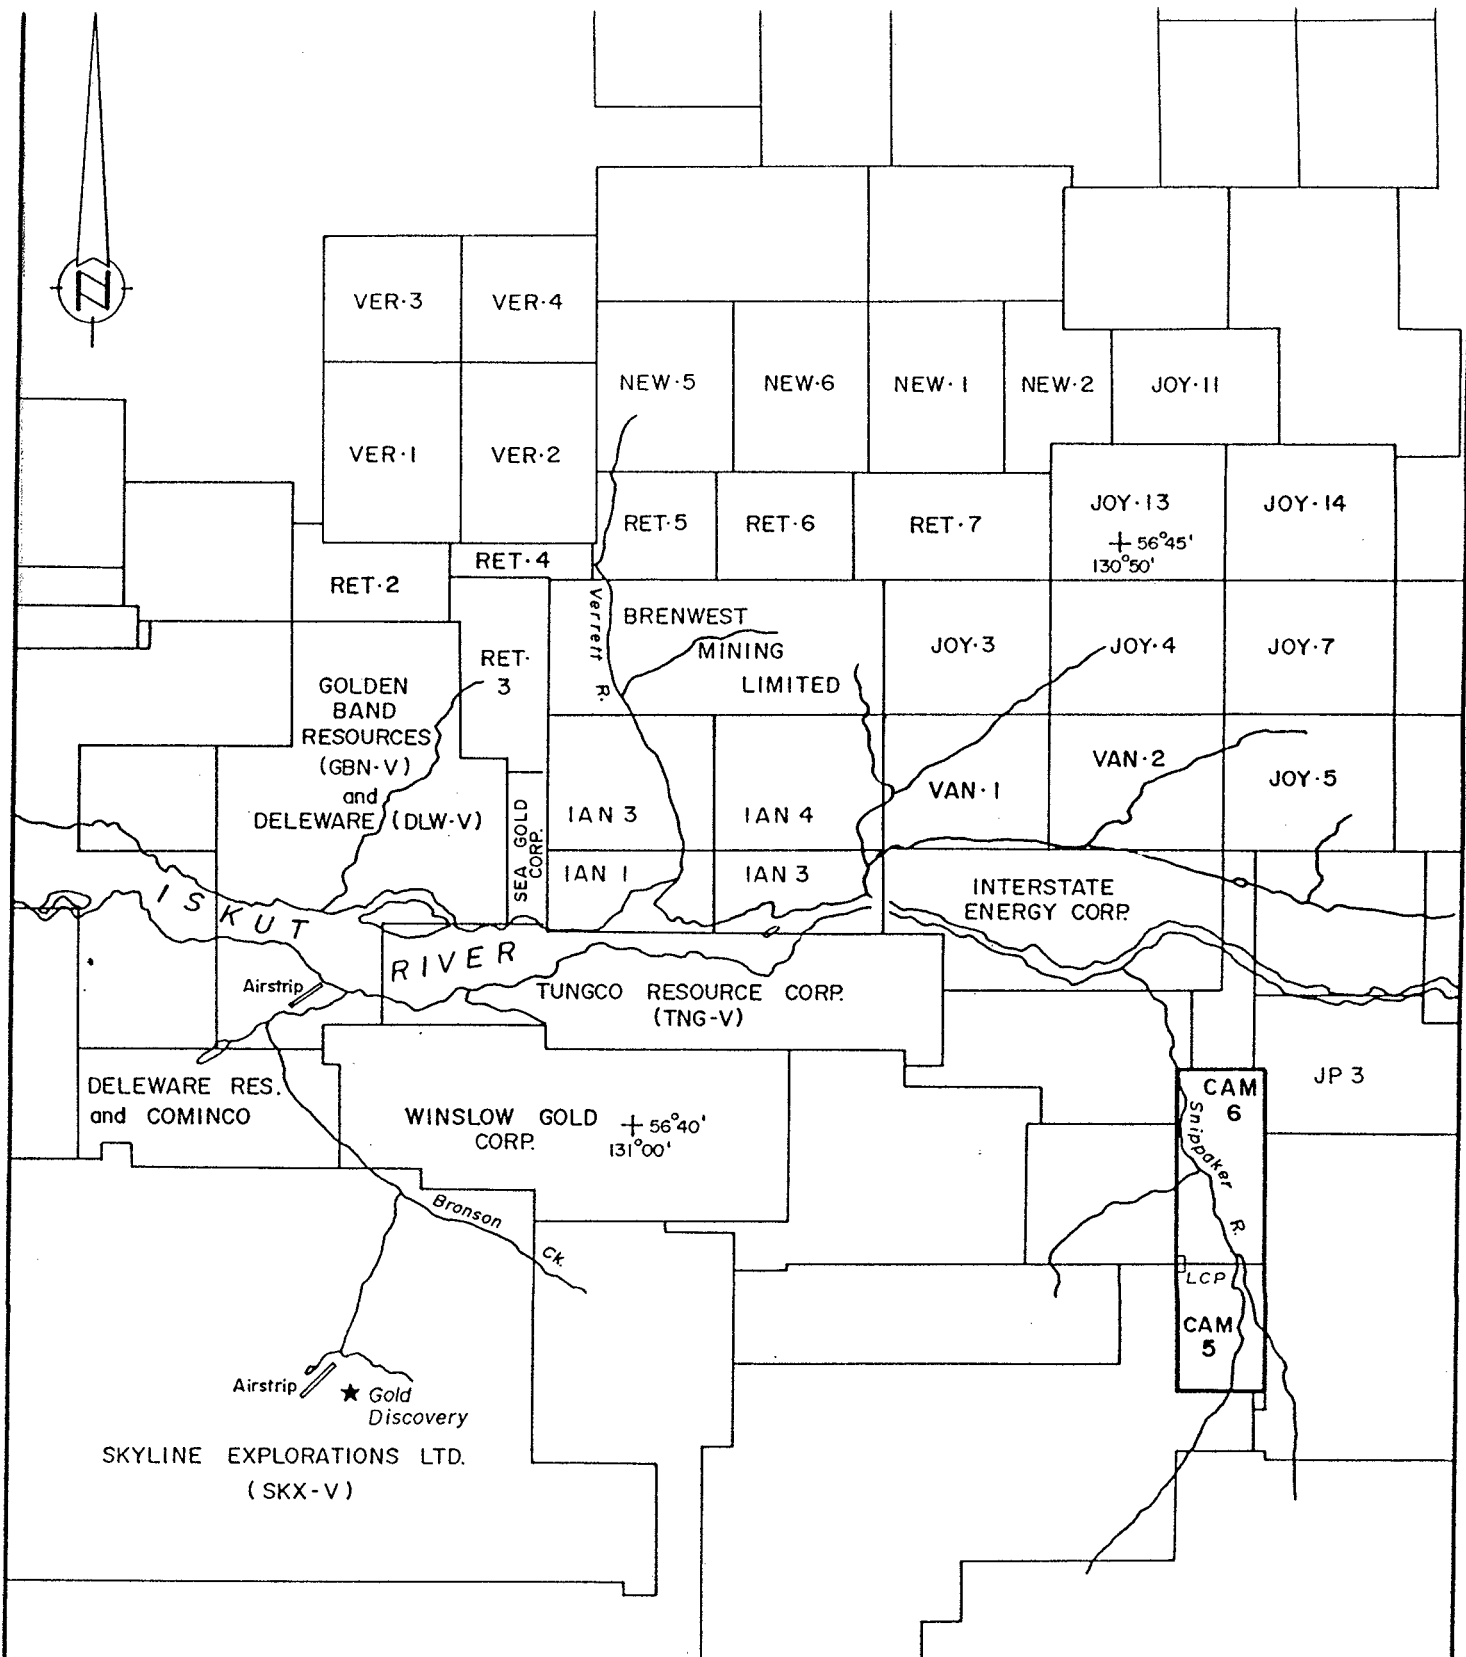 N
VER·3
VER·4
NEW·5
NEW·6
NEW·1
NEW·2
JOY·11
VER·1
VER·2
RET·5
RET·6
RET·7
JOY·13
56°45'
130°50'
JOY·14
RET·4
RET·2
Verrett R.
BRENWEST
MINING
LIMITED
JOY·3
JOY·4
JOY·7
RET·
3
GOLDEN
BAND
RESOURCES
(GBN-V)
and
DELEWARE (DLW-V)
SEA GOLD
CORP.
IAN 3
IAN 4
VAN·1
VAN·2
JOY·5
IAN 1
IAN 3
INTERSTATE
ENERGY CORP.
ISKUT
RIVER
Airstrip
TUNGCO RESOURCE CORP.
(TNG-V)
DELEWARE RES.
and COMINCO
WINSLOW GOLD
CORP.
56°40'
131°00'
JP 3
CAM
6
Snippaker R.
Bronson Ck.
LCP
CAM
5
Airstrip
Gold
Discovery
SKYLINE EXPLORATIONS LTD.
(SKX-V)